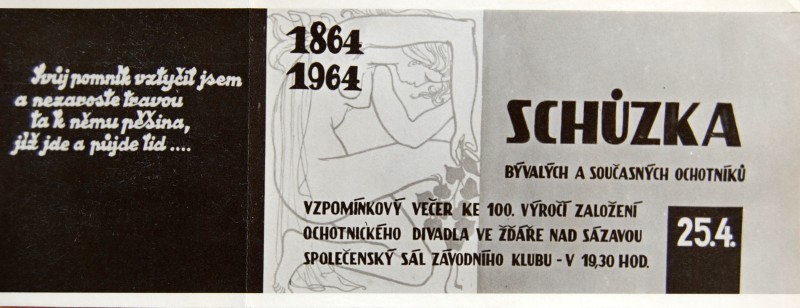 Svůj pomník vztyčil jsem
a nezaroste travou
ta k němu pěšina,
jíž jde a půjde lid ....
1864
1964
SCHŮZKA
BÝVALÝCH A SOUČASNÝCH OCHOTNÍKŮ
VZPOMÍNKOVÝ VEČER KE 100. VÝROČÍ ZALOŽENÍ
OCHOTNICKÉHO DIVADLA VE ŽĎÁŘE NAD SÁZAVOU
SPOLEČENSKÝ SÁL ZÁVODNÍHO KLUBU - V 19,30 HOD.
25.4.